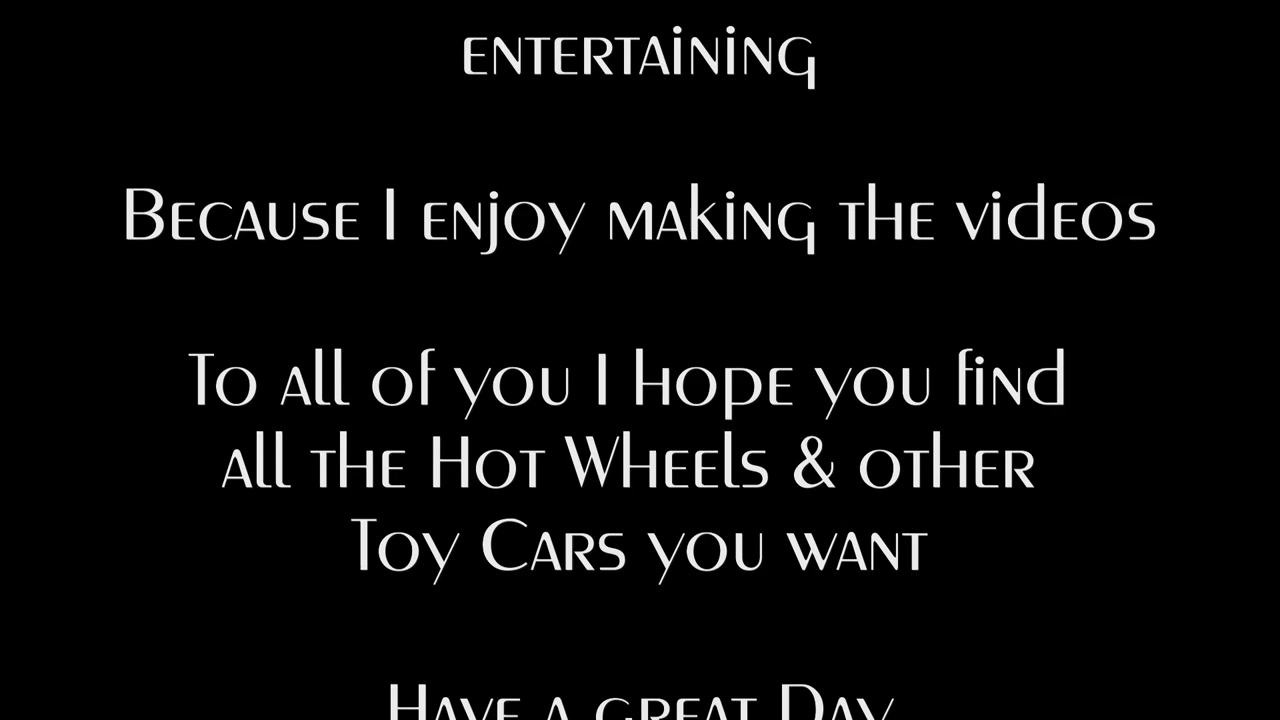 entertaining
Because I enjoy making the videos
To all of you I hope you find
all the Hot Wheels & other
Toy Cars you want
Have a great Day